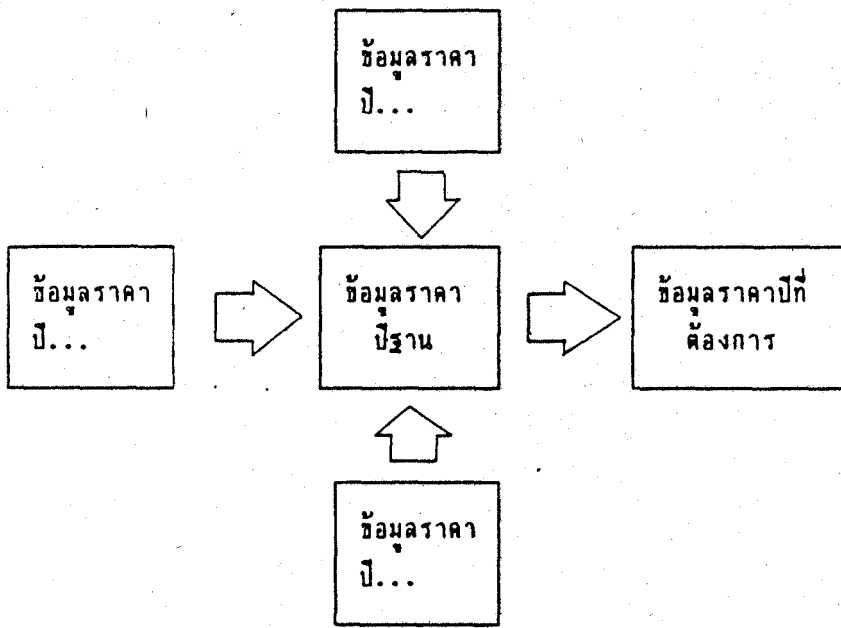 ข้อมูลราคา
ปี...
ข้อมูลราคา
ปี...
ข้อมูลราคา
ปีฐาน
ข้อมูลราคาปีที่
ต้องการ
ข้อมูลราคา
ปี...